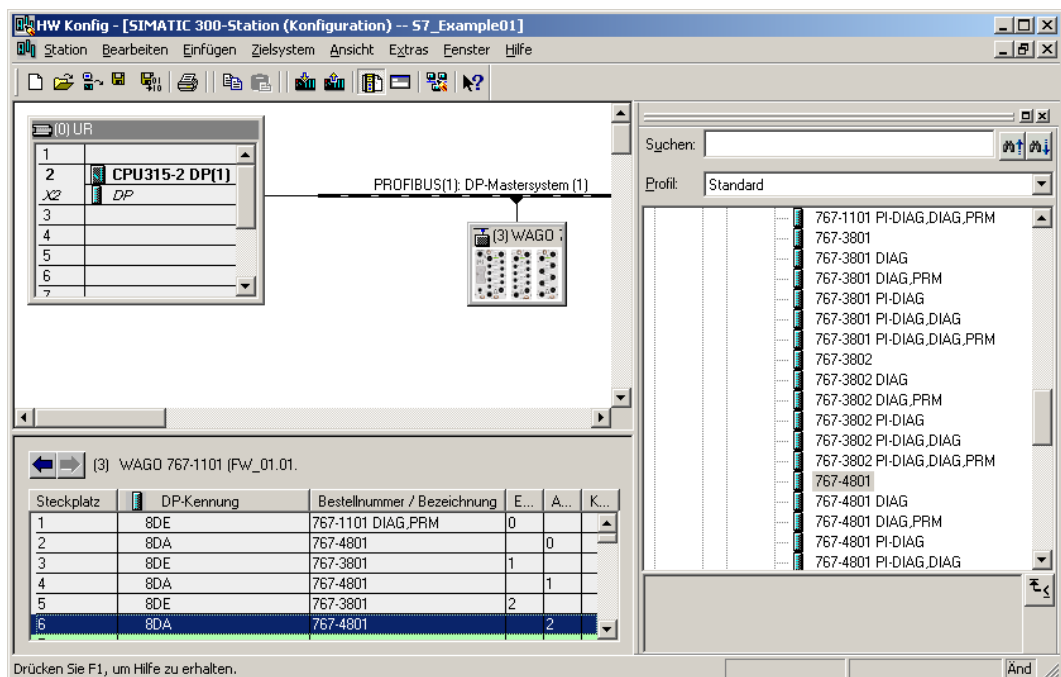 HW Konfig - [SIMATIC 300-Station (Konfiguration) -- S7_Example01]
Station Bearbeiten Einfügen Zielsystem Ansicht Extras Fenster Hilfe
(0) UR
1
2 CPU315-2 DP(1)
X2 DP
3
4
5
6
7
PROFIBUS(1): DP-Mastersystem (1)
(3) WAGO 7
Suchen:
Profil: Standard
767-1101 PI-DIAG,DIAG,PRM
767-3801
767-3801 DIAG
767-3801 DIAG,PRM
767-3801 PI-DIAG
767-3801 PI-DIAG,DIAG
767-3801 PI-DIAG,DIAG,PRM
767-3802
767-3802 DIAG
767-3802 DIAG,PRM
767-3802 PI-DIAG
767-3802 PI-DIAG,DIAG
767-3802 PI-DIAG,DIAG,PRM
767-4801
767-4801 DIAG
767-4801 DIAG,PRM
767-4801 PI-DIAG
767-4801 PI-DIAG,DIAG
(3) WAGO 767-1101 (FW_01.01.
Steckplatz DP-Kennung Bestellnummer / Bezeichnung E... A... K...
1 8DE 767-1101 DIAG,PRM 0
2 8DA 767-4801 0
3 8DE 767-3801 1
4 8DA 767-4801 1
5 8DE 767-3801 2
6 8DA 767-4801 2
Drücken Sie F1, um Hilfe zu erhalten.
Änd